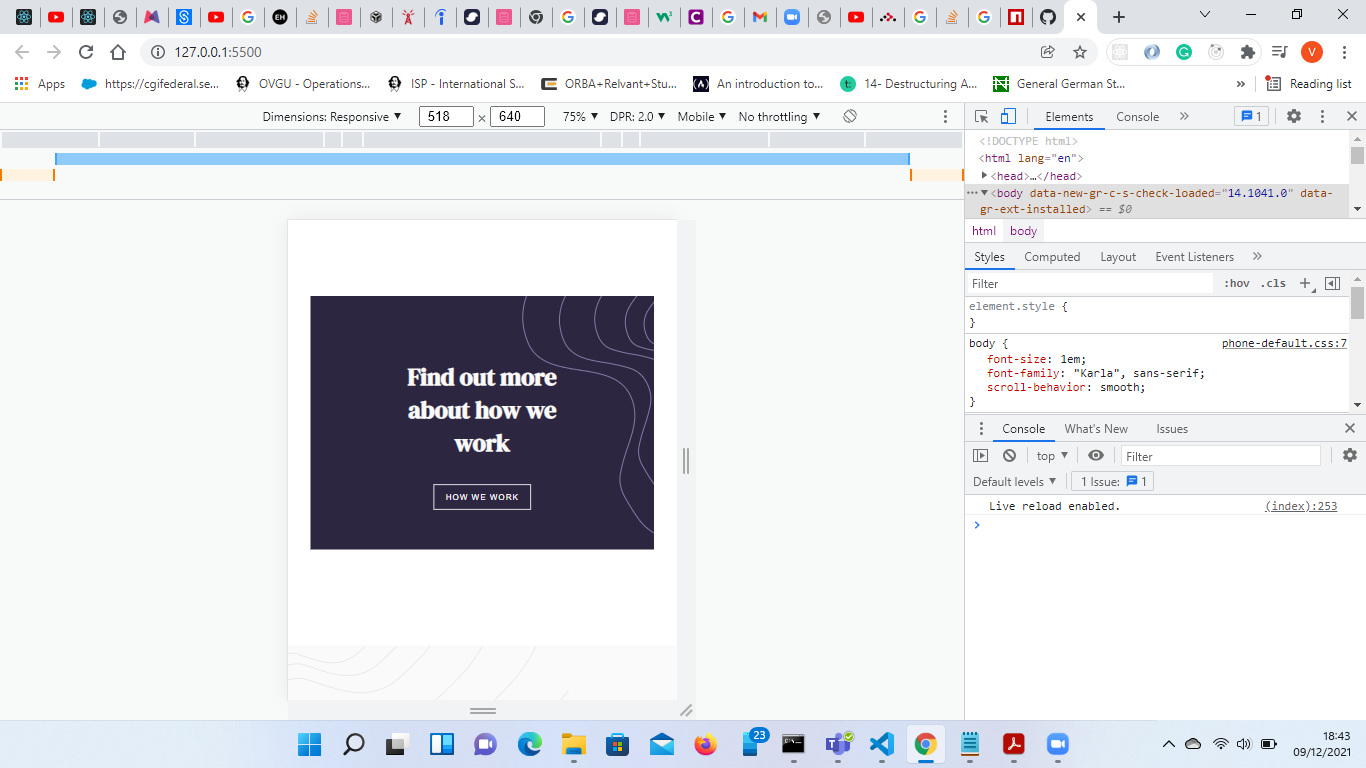 127.0.0.1:5500
V
Apps
https://cgifederal.se...
OVGU - Operations...
ISP - International S...
ORBA+Relvant+Stu...
An introduction to...
14- Destructuring A...
General German St...
»
Reading list
Dimensions: Responsive
518 × 640
75%
DPR: 2.0
Mobile
No throttling
Elements
Console
»
1
<!DOCTYPE html>
<html lang="en">
<head>…</head>
<body data-new-gr-c-s-check-loaded="14.1041.0" data-
gr-ext-installed> == $0
html body
Styles
Computed
Layout
Event Listeners
»
Filter
:hov .cls
element.style {
}
body { phone-default.css:7
font-size: 1em;
font-family: "Karla", sans-serif;
scroll-behavior: smooth;
}
Console
What's New
Issues
top
Filter
Default levels
1 Issue: 1
Live reload enabled. (index):253
Find out more
about how we
work
HOW WE WORK
23
18:43
09/12/2021